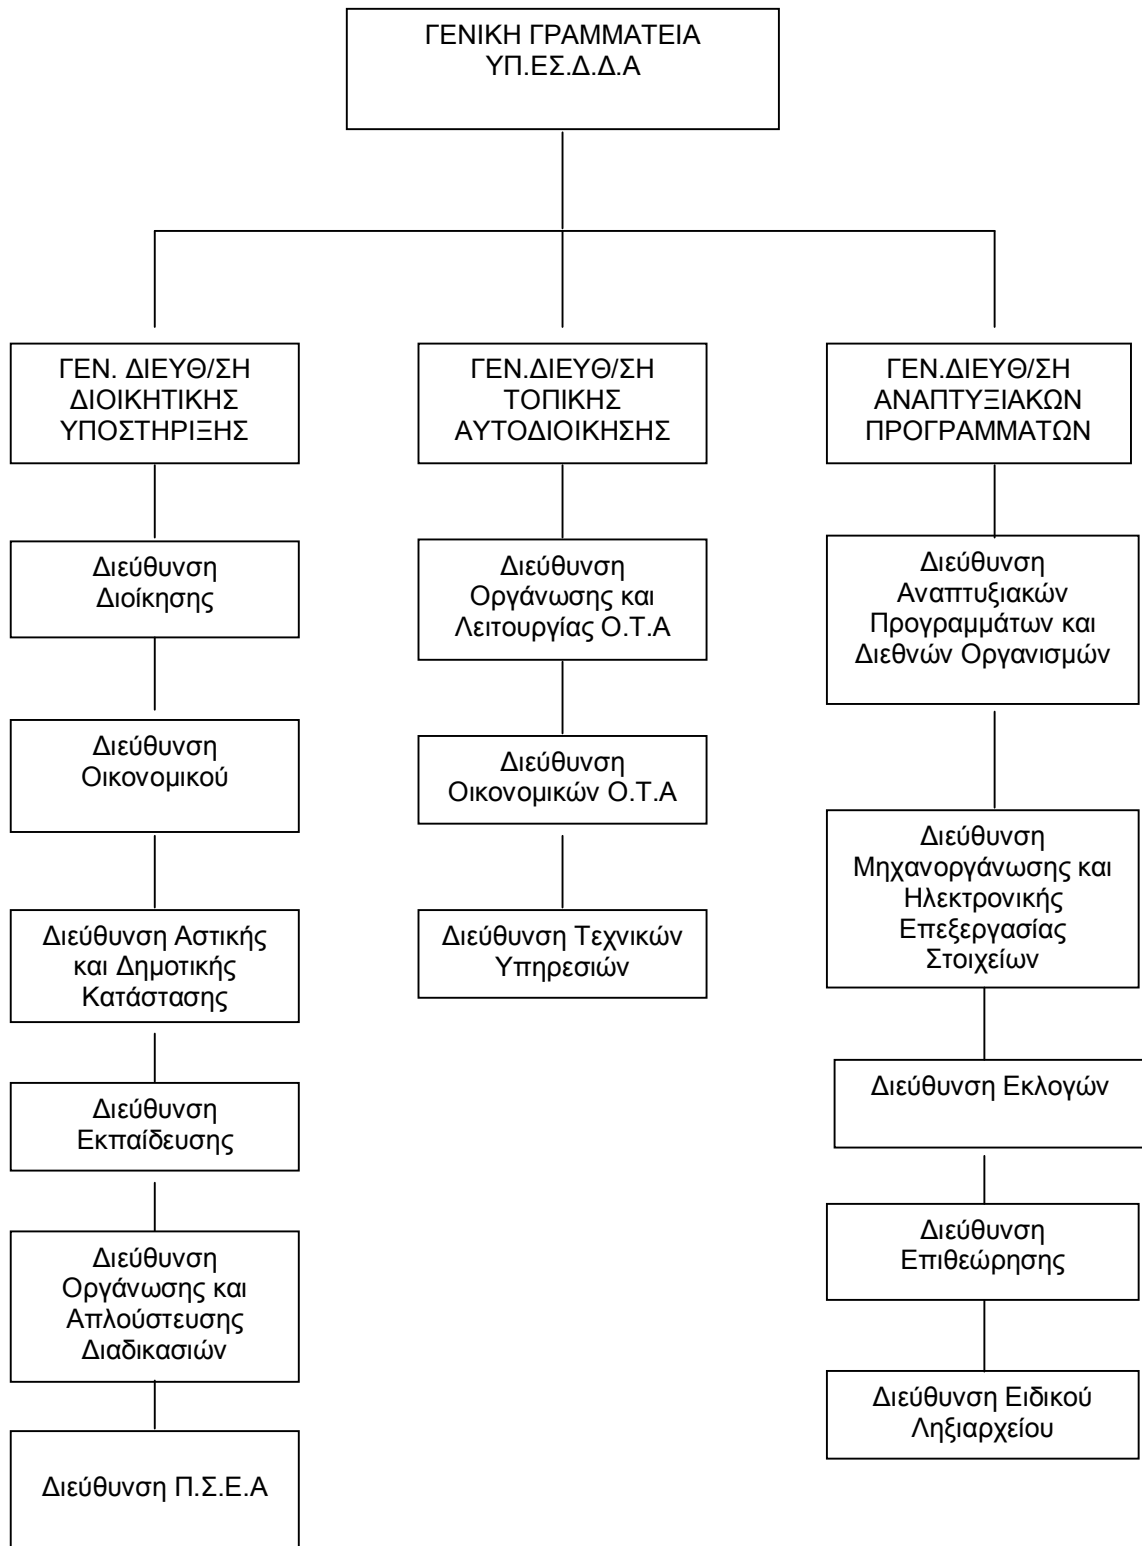 ΓΕΝΙΚΗ ΓΡΑΜΜΑΤΕΙΑ
ΥΠ.ΕΣ.Δ.Δ.Α
ΓΕΝ. ΔΙΕΥΘ/ΣΗ
ΔΙΟΙΚΗΤΙΚΗΣ
ΥΠΟΣΤΗΡΙΞΗΣ
Διεύθυνση
Διοίκησης
Διεύθυνση
Οικονομικού
Διεύθυνση Αστικής
και Δημοτικής
Κατάστασης
Διεύθυνση
Εκπαίδευσης
Διεύθυνση
Οργάνωσης και
Απλούστευσης
Διαδικασιών
Διεύθυνση Π.Σ.Ε.Α
ΓΕΝ.ΔΙΕΥΘ/ΣΗ
ΤΟΠΙΚΗΣ
ΑΥΤΟΔΙΟΙΚΗΣΗΣ
Διεύθυνση
Οργάνωσης και
Λειτουργίας Ο.Τ.Α
Διεύθυνση
Οικονομικών Ο.Τ.Α
Διεύθυνση Τεχνικών
Υπηρεσιών
ΓΕΝ.ΔΙΕΥΘ/ΣΗ
ΑΝΑΠΤΥΞΙΑΚΩΝ
ΠΡΟΓΡΑΜΜΑΤΩΝ
Διεύθυνση
Αναπτυξιακών
Προγραμμάτων και
Διεθνών Οργανισμών
Διεύθυνση
Μηχανοργάνωσης και
Ηλεκτρονικής
Επεξεργασίας
Στοιχείων
Διεύθυνση Εκλογών
Διεύθυνση
Επιθεώρησης
Διεύθυνση Ειδικού
Ληξιαρχείου